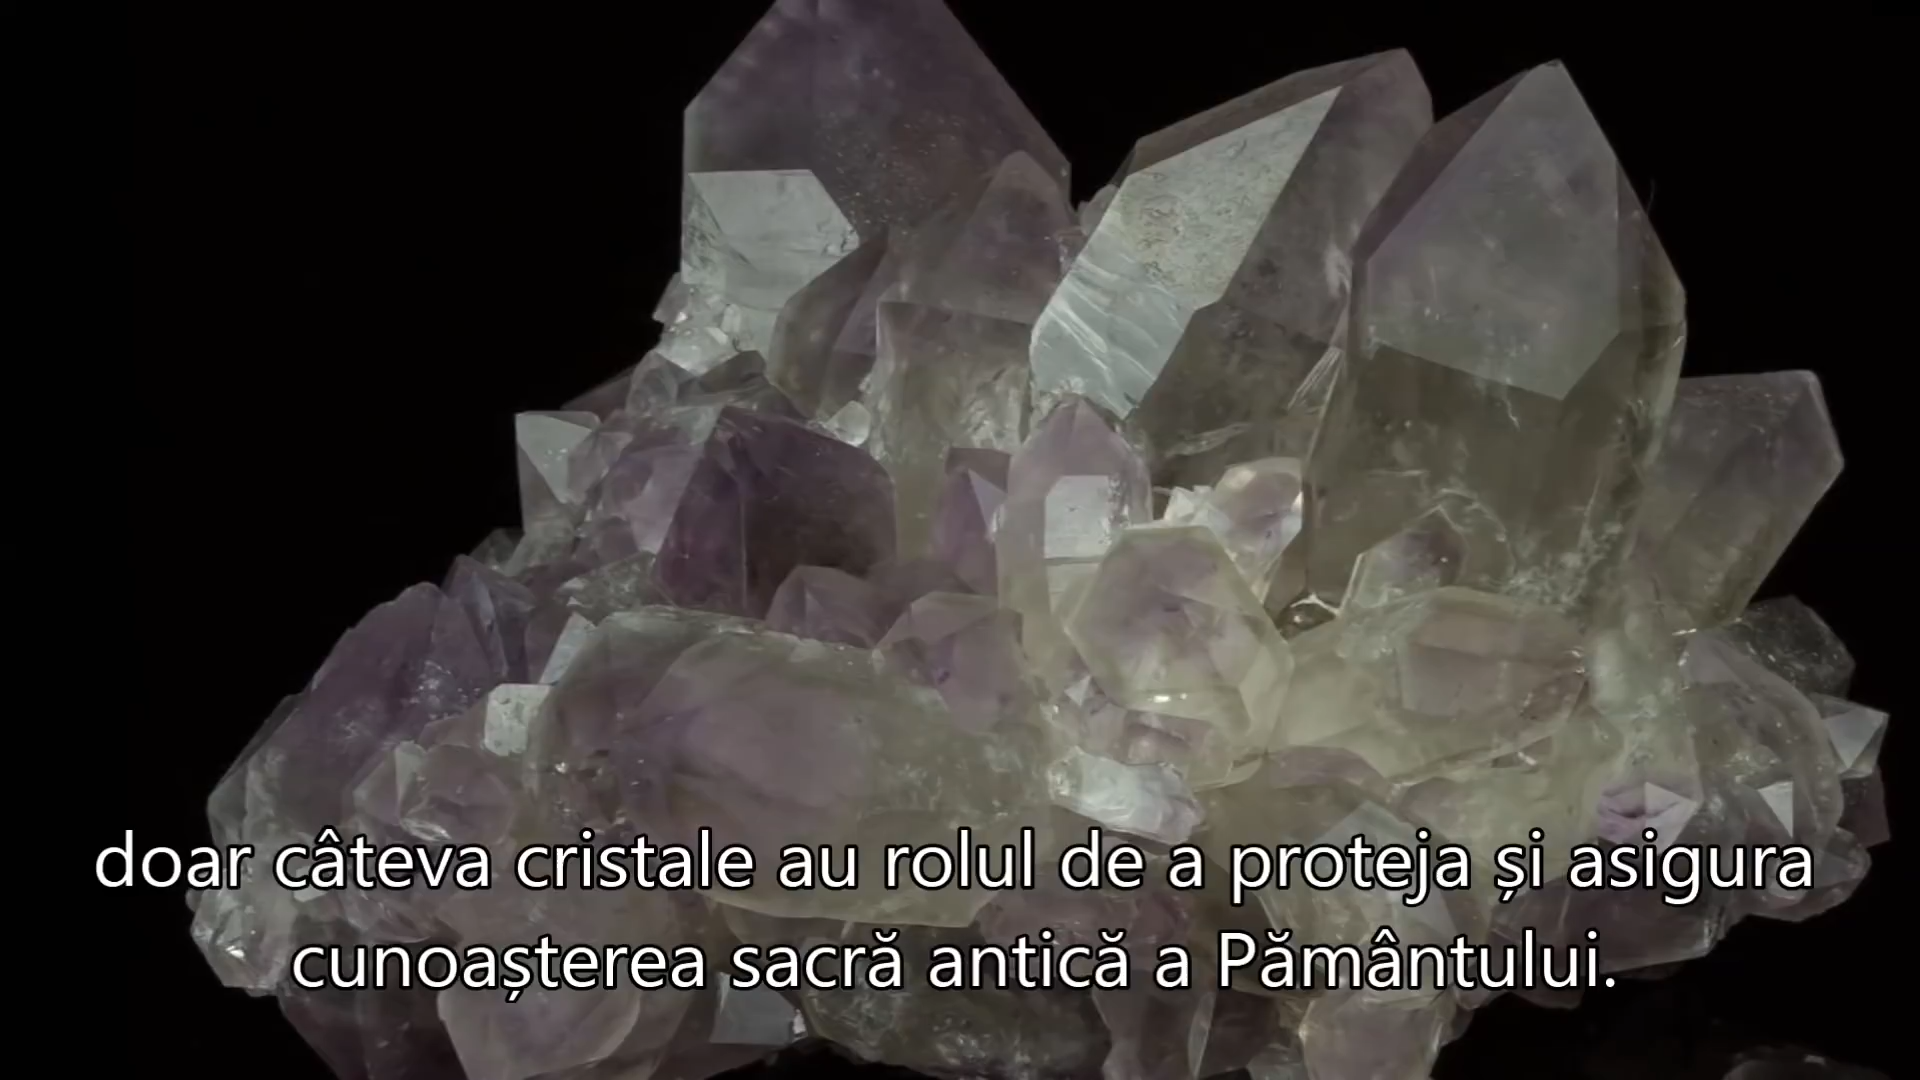 doar câteva cristale au rolul de a proteja și asigura
cunoașterea sacră antică a Pământului.